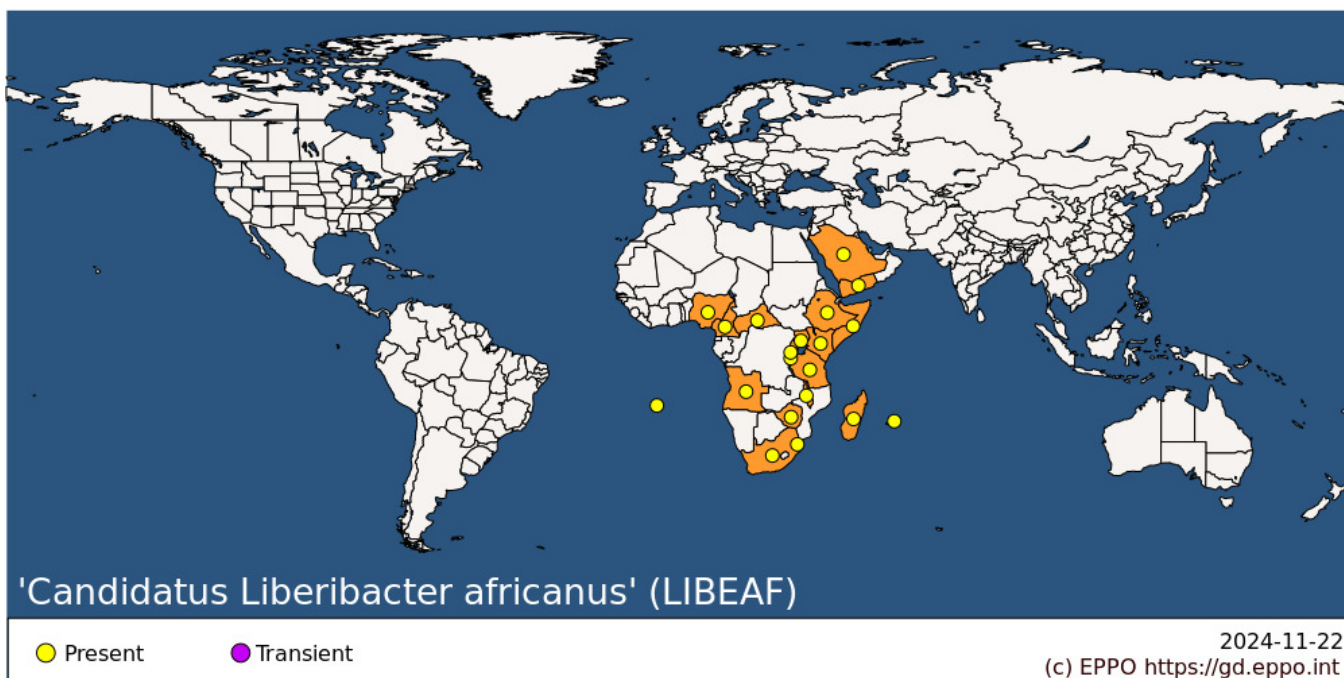 'Candidatus Liberibacter africanus' (LIBEAF)
Present
Transient
2024-11-22
(c) EPPO https://gd.eppo.int